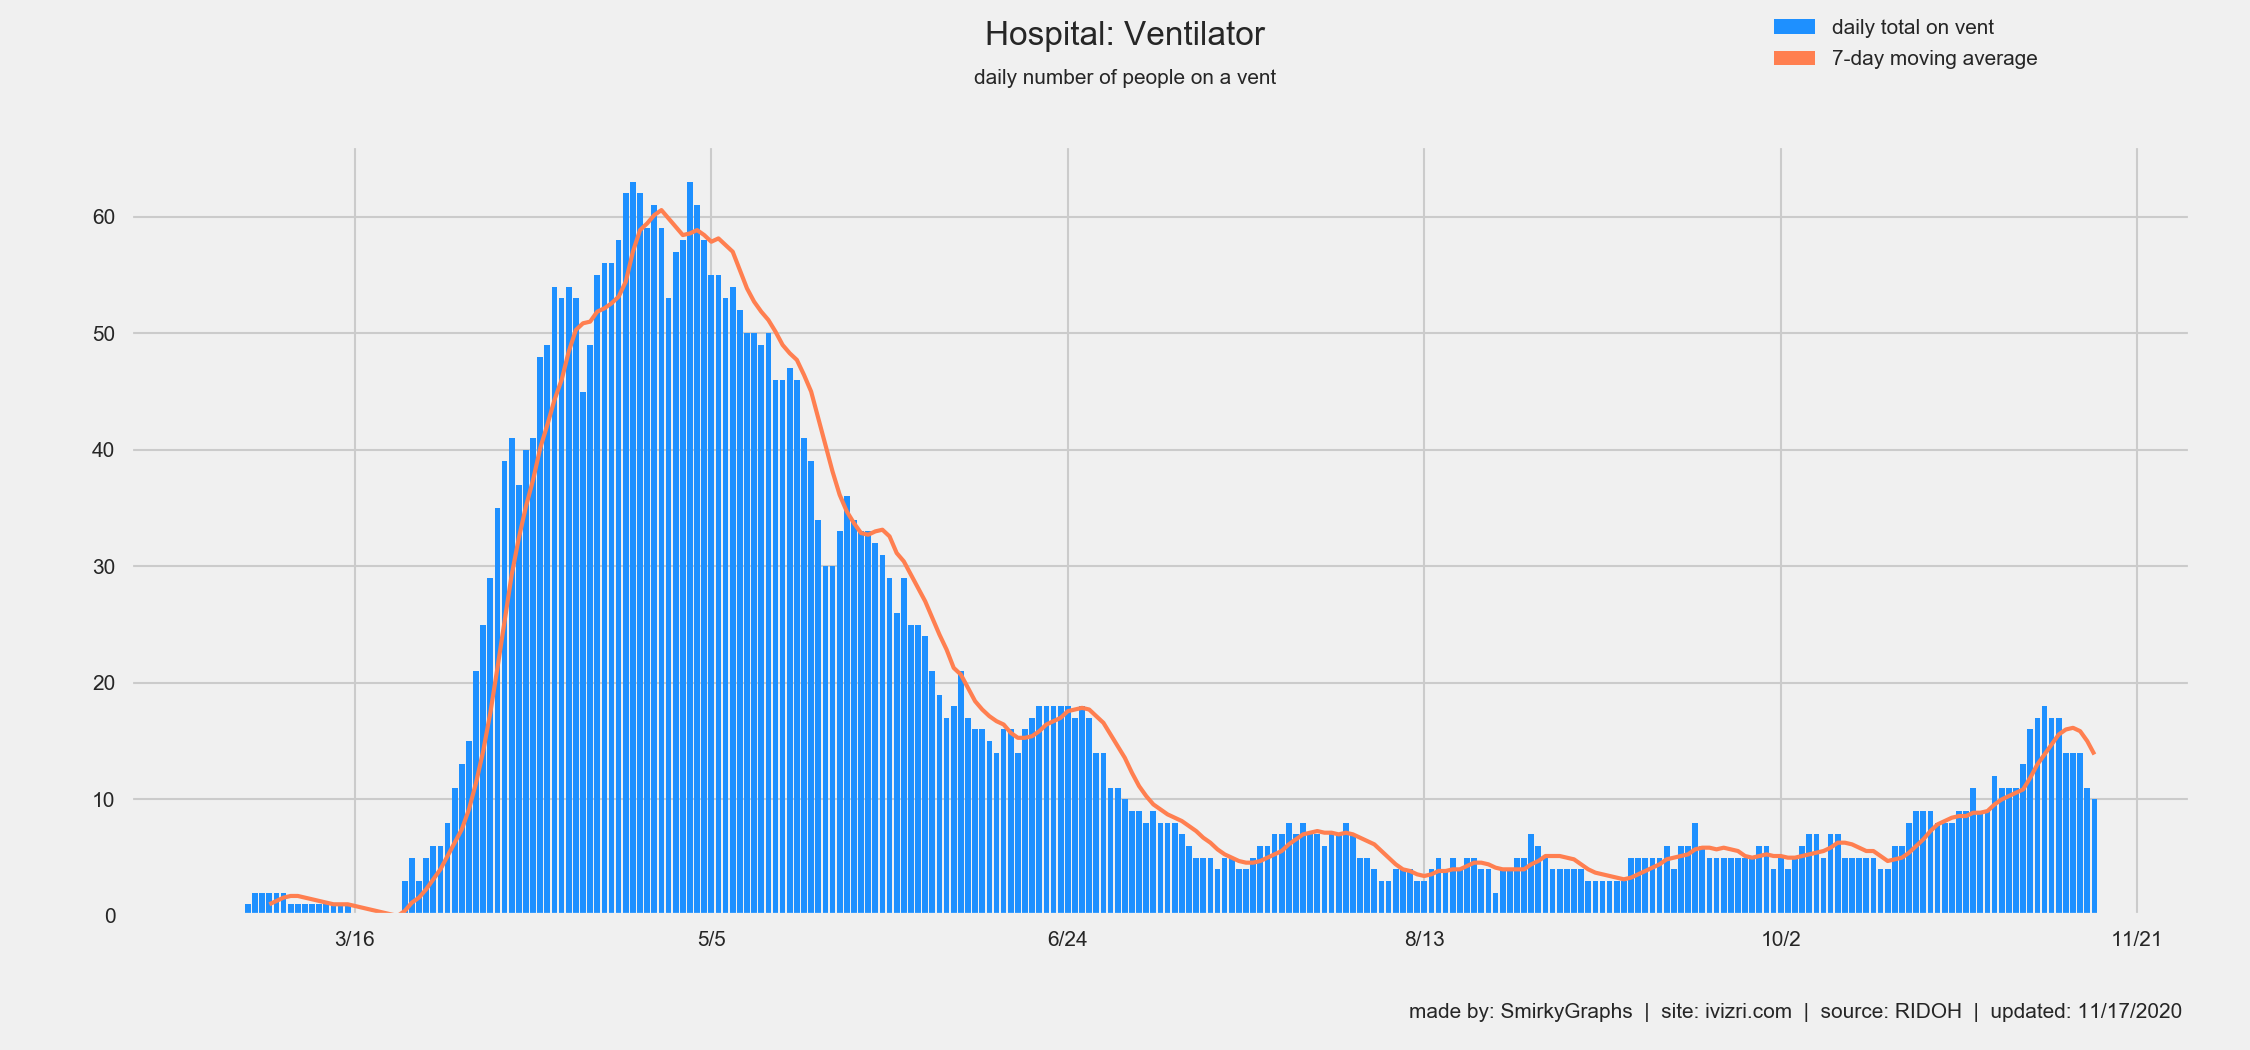 Hospital: Ventilator
daily number of people on a vent
daily total on vent
7-day moving average
60
50
40
30
20
10
0
3/16 5/5 6/24 8/13 10/2 11/21
made by: SmirkyGraphs | site: ivizri.com | source: RIDOH | updated: 11/17/2020